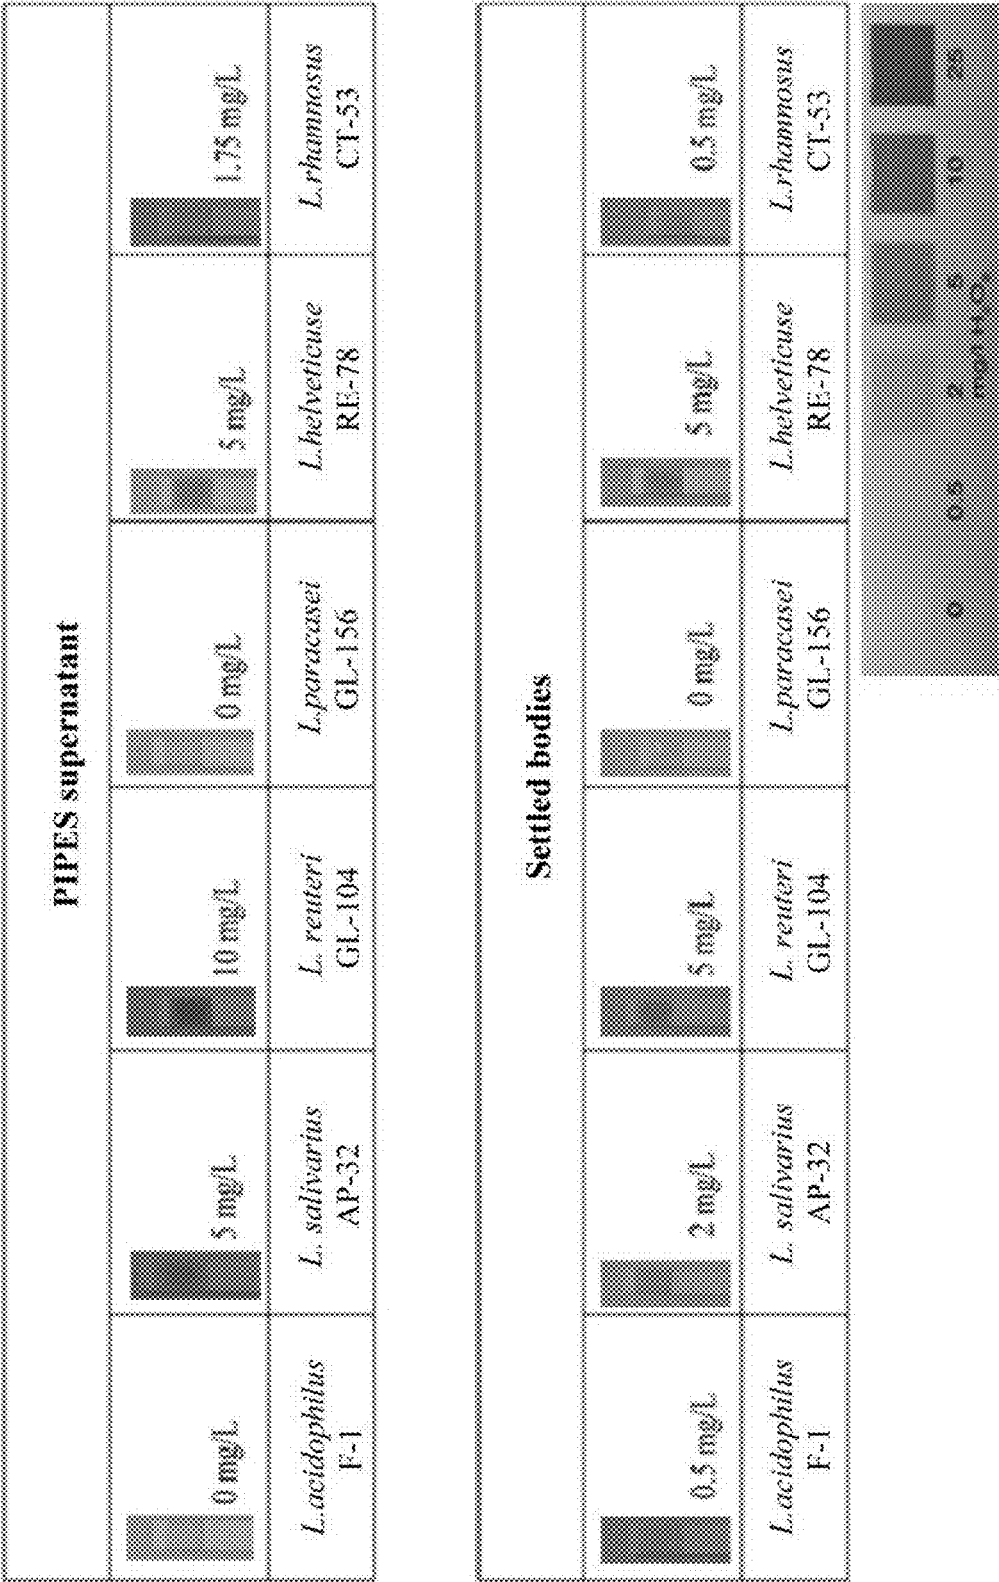 PIPES supernatant
0 mg/L
5 mg/L
10 mg/L
0 mg/L
5 mg/L
1.75 mg/L
L.acidophilus
F-1
L. salivarius
AP-32
L. reuteri
GL-104
L.paracasei
GL-156
L.helveticuse
RE-78
L.rhamnosus
CT-53
Settled bodies
0.5 mg/L
2 mg/L
5 mg/L
0 mg/L
5 mg/L
0.5 mg/L
L.acidophilus
F-1
L. salivarius
AP-32
L. reuteri
GL-104
L.paracasei
GL-156
L.helveticuse
RE-78
L.rhamnosus
CT-53
0 0.5 2 5 10 25
mg/l H₂O₂